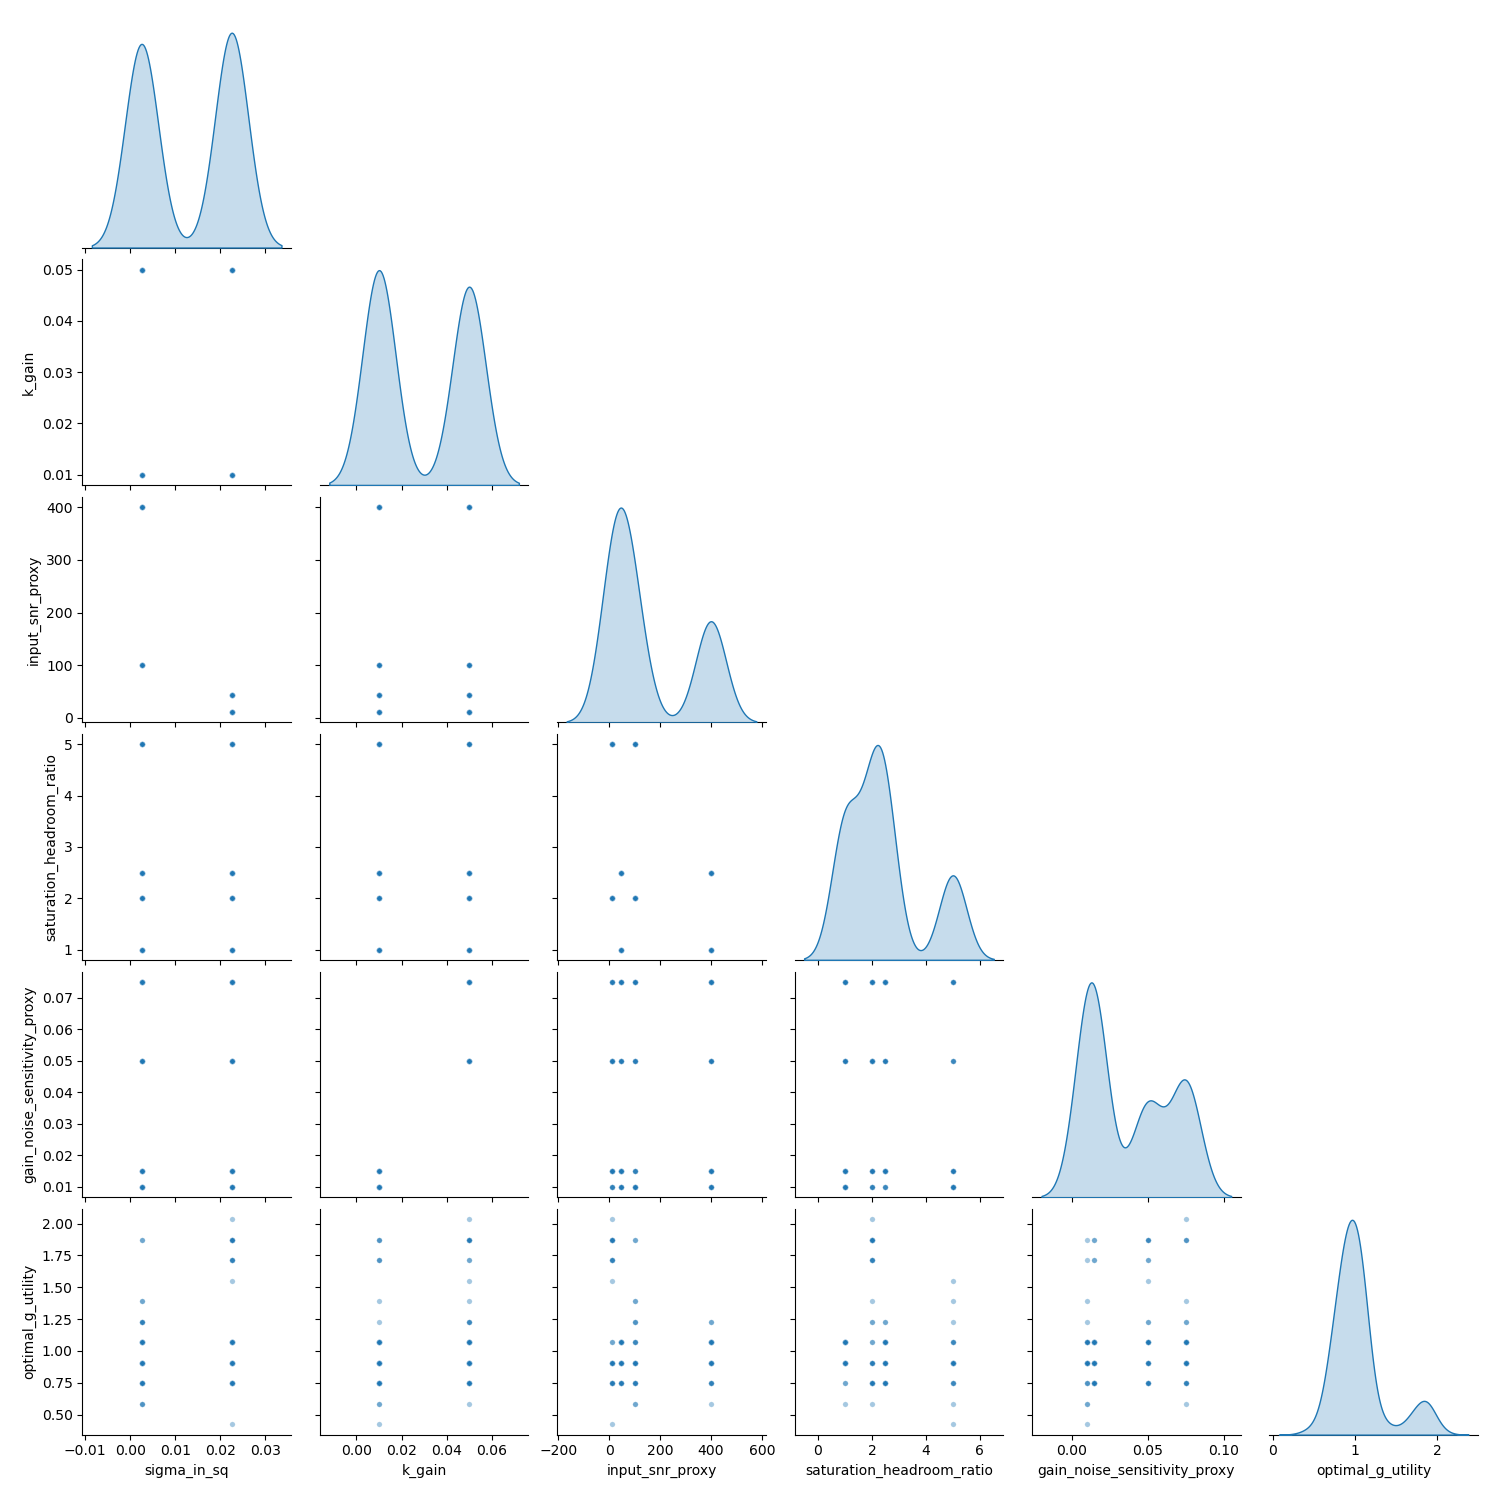 0.05
0.04
0.03
0.02
0.01
k_gain
400
300
200
100
0
input_snr_proxy
5
4
3
2
1
saturation_headroom_ratio
0.07
0.06
0.05
0.04
0.03
0.02
0.01
gain_noise_sensitivity_proxy
2.00
1.75
1.50
1.25
1.00
0.75
0.50
optimal_g_utility
−0.01 0.00 0.01 0.02 0.03
sigma_in_sq
0.00 0.02 0.04 0.06
k_gain
−200 0 200 400 600
input_snr_proxy
0 2 4 6
saturation_headroom_ratio
0.00 0.05 0.10
gain_noise_sensitivity_proxy
0 1 2
optimal_g_utility